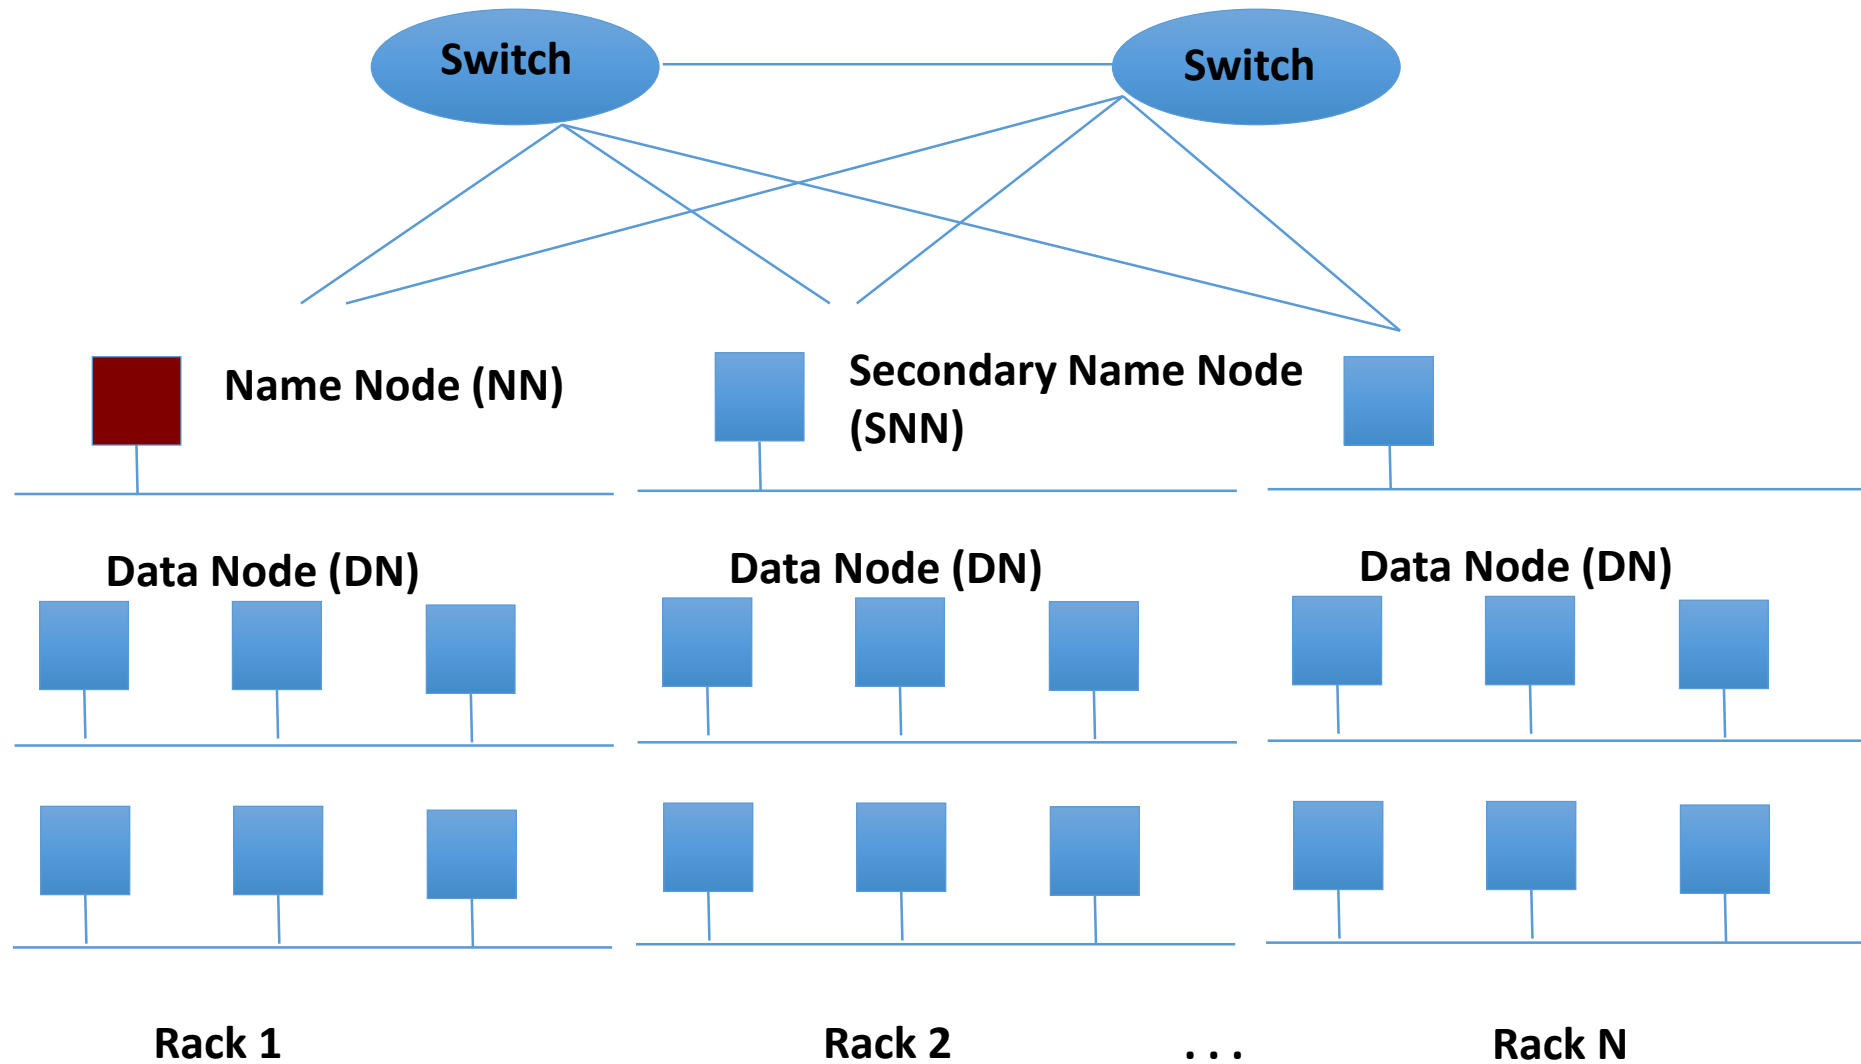 Switch
Switch
Name Node (NN)
Secondary Name Node
(SNN)
Data Node (DN)
Data Node (DN)
Data Node (DN)
Rack 1
Rack 2
. . .
Rack N